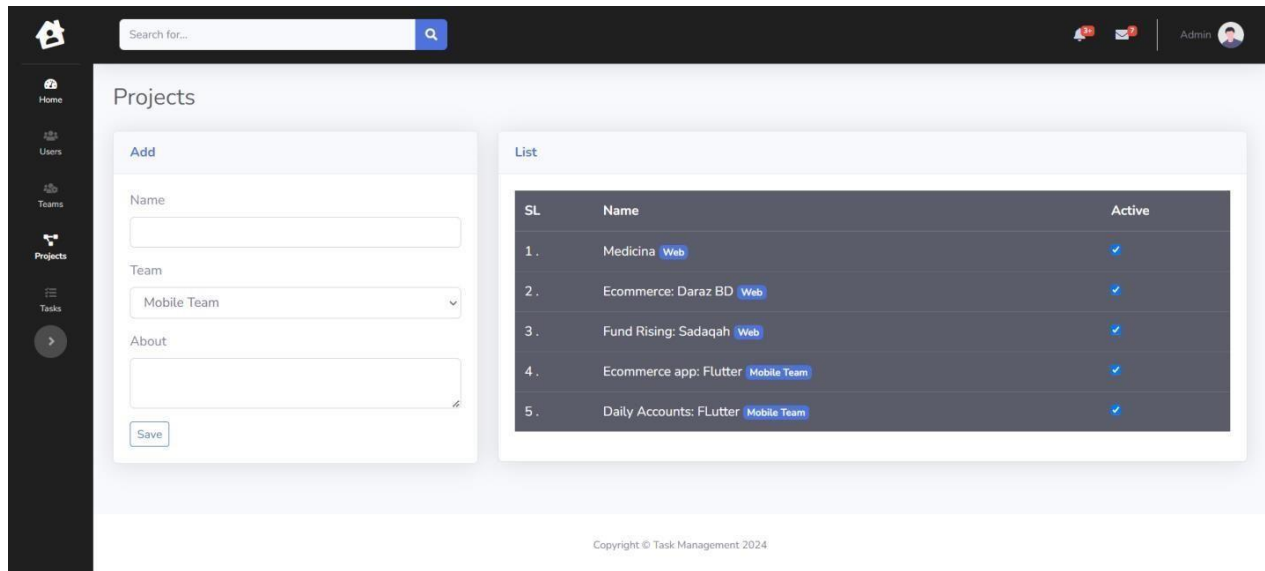 Search for...
3+
7
Admin
Home
Users
Teams
Projects
Tasks
Projects
Add
Name
Team
Mobile Team
About
Save
List
SL Name Active
1 . Medicina Web
2 . Ecommerce: Daraz BD Web
3 . Fund Rising: Sadaqah Web
4 . Ecommerce app: Flutter Mobile Team
5 . Daily Accounts: FLutter Mobile Team
Copyright © Task Management 2024